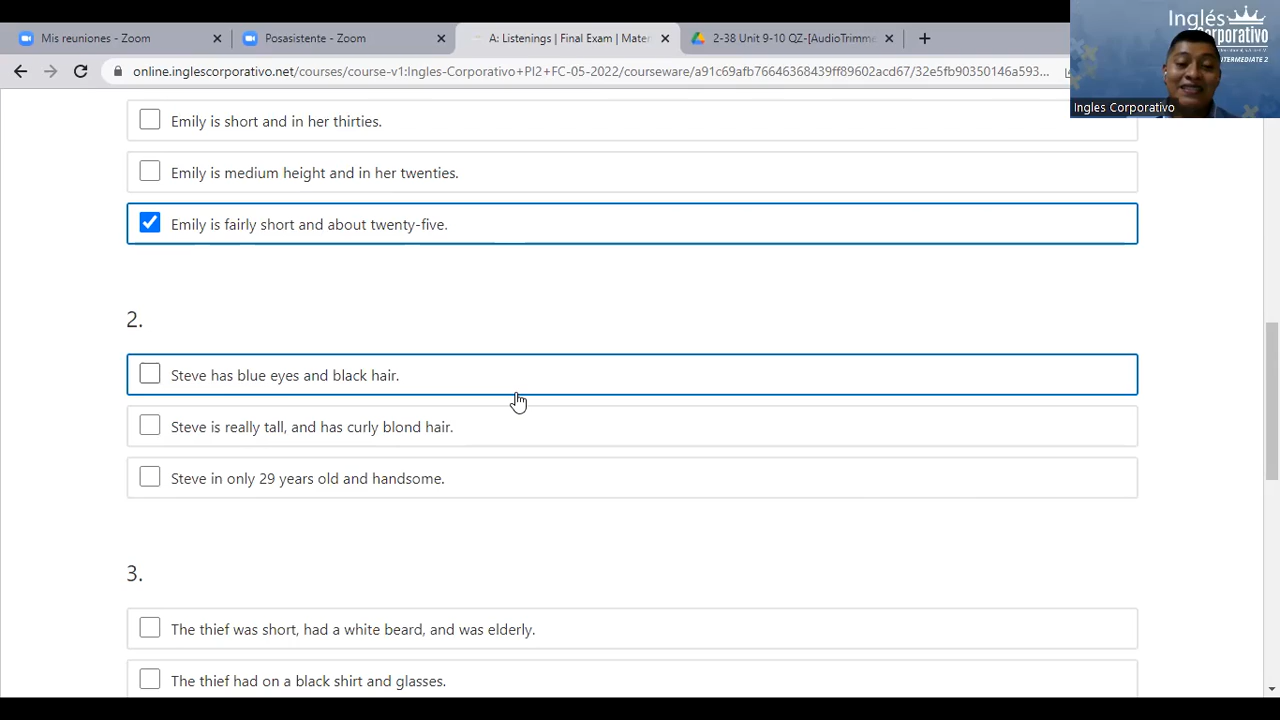 Mis reuniones - Zoom
Posasistente - Zoom
A: Listenings | Final Exam | Mater
2-38 Unit 9-10 QZ-[AudioTrimme
online.inglescorporativo.net/courses/course-v1:Ingles-Corporativo+PI2+FC-05-2022/courseware/a91c69afb76646368439ff89602acd67/32e5fb90350146a593...
Inglés
Corporativo
INTERMEDIATE 2
Ingles Corporativo
Emily is short and in her thirties.
Emily is medium height and in her twenties.
Emily is fairly short and about twenty-five.
2.
Steve has blue eyes and black hair.
Steve is really tall, and has curly blond hair.
Steve in only 29 years old and handsome.
3.
The thief was short, had a white beard, and was elderly.
The thief had on a black shirt and glasses.